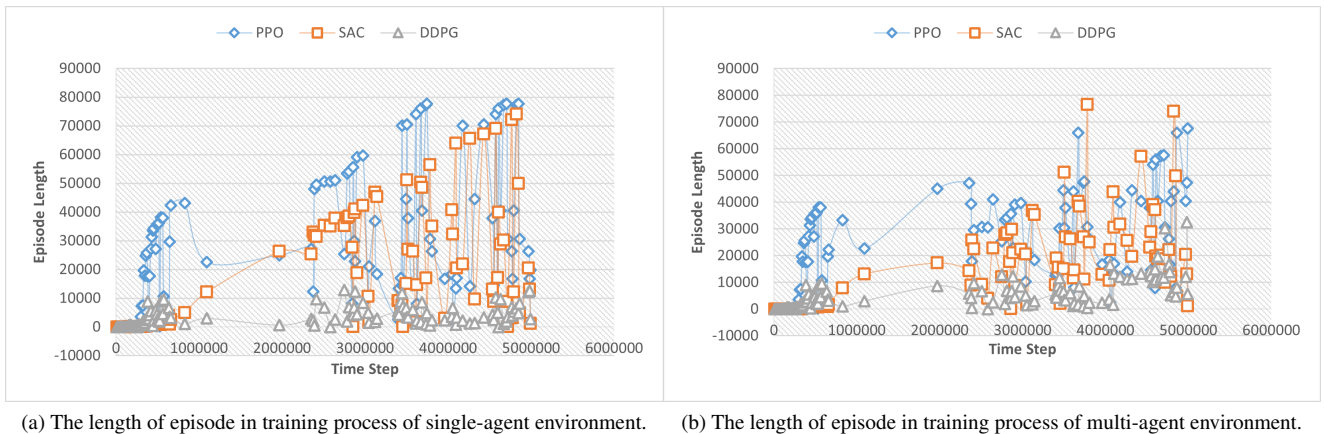 PPO SAC DDPG
90000
80000
70000
60000
50000
40000
30000
20000
10000
0
-10000
Episode Length
0 1000000 2000000 3000000 4000000 5000000 6000000
Time Step
(a) The length of episode in training process of single-agent environment.
PPO SAC DDPG
90000
80000
70000
60000
50000
40000
30000
20000
10000
0
-10000
Episode Length
0 1000000 2000000 3000000 4000000 5000000 6000000
Time Step
(b) The length of episode in training process of multi-agent environment.